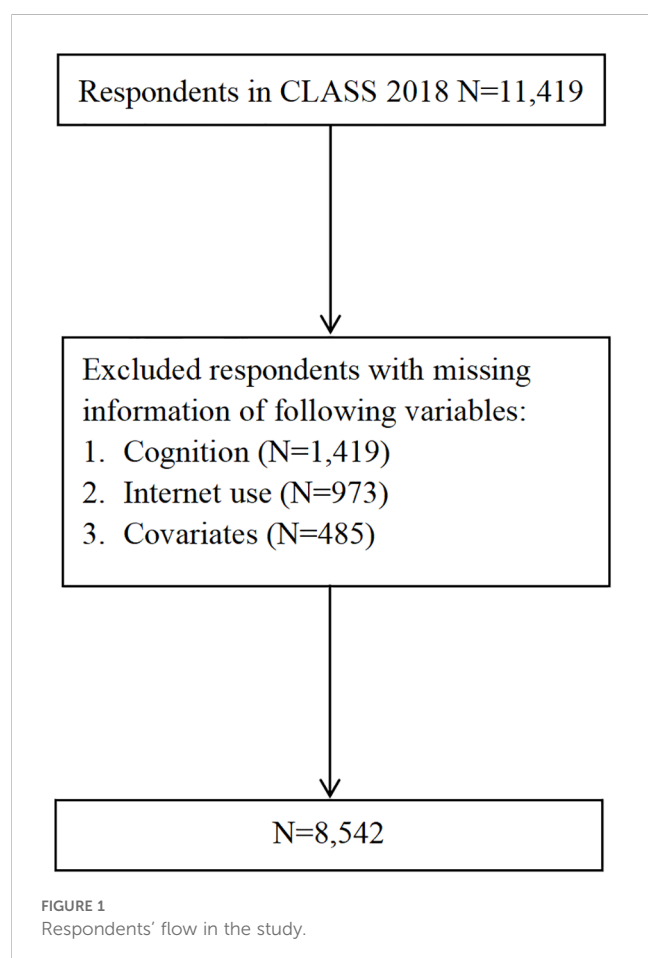 Respondents in CLASS 2018 N=11,419
Excluded respondents with missing
information of following variables:
1. Cognition (N=1,419)
2. Internet use (N=973)
3. Covariates (N=485)
N=8,542
FIGURE 1
Respondents’ flow in the study.